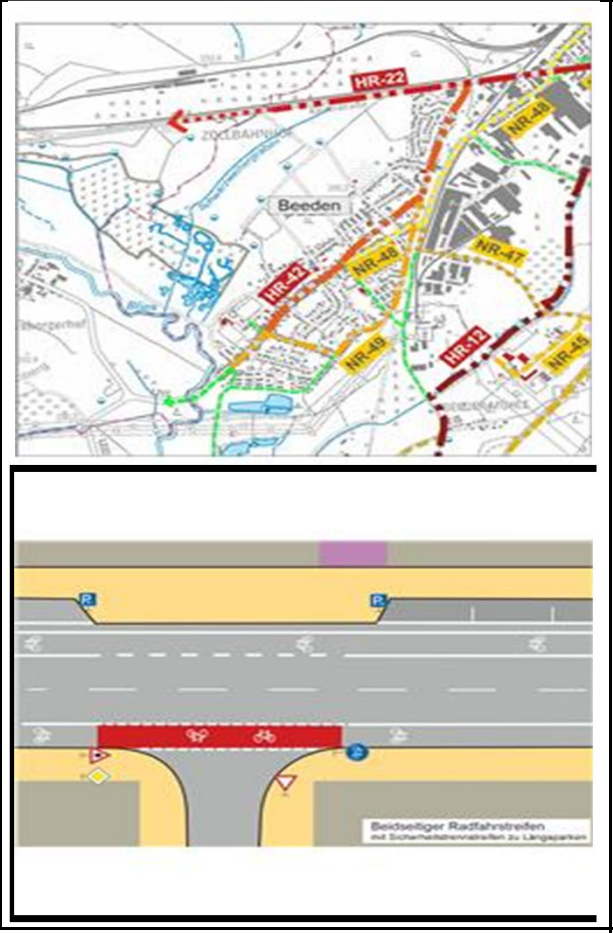 HR-22
NR-48
ZOLLBAHNHOF
Beeden
NR-47
NR-48
HR-42
Blies
HR-12
NR-45
NR-49
P
P
Beidseitiger Radfahrstreifen
mit Sicherheitstrennstreifen zu Längsparken